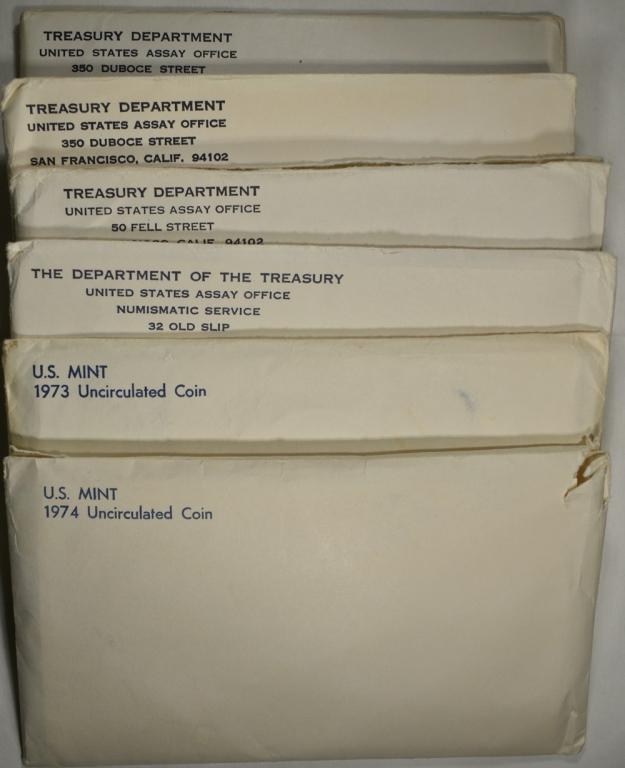 TREASURY DEPARTMENT
UNITED STATES ASSAY OFFICE
350 DUBOCE STREET
TREASURY DEPARTMENT
UNITED STATES ASSAY OFFICE
350 DUBOCE STREET
SAN FRANCISCO, CALIF. 94102
TREASURY DEPARTMENT
UNITED STATES ASSAY OFFICE
50 FELL STREET
CALIF. 94102
THE DEPARTMENT OF THE TREASURY
UNITED STATES ASSAY OFFICE
NUMISMATIC SERVICE
32 OLD SLIP
U.S. MINT
1973 Uncirculated Coin
U.S. MINT
1974 Uncirculated Coin